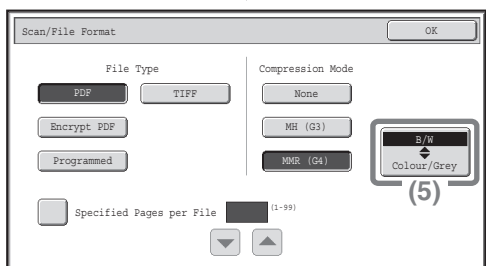 Scan/File Format
OK
File Type
Compression Mode
PDF
TIFF
None
Encrypt PDF
MH (G3)
B/W
Colour/Grey
Programmed
MMR (G4)
(5)
Specified Pages per File
(1-99)